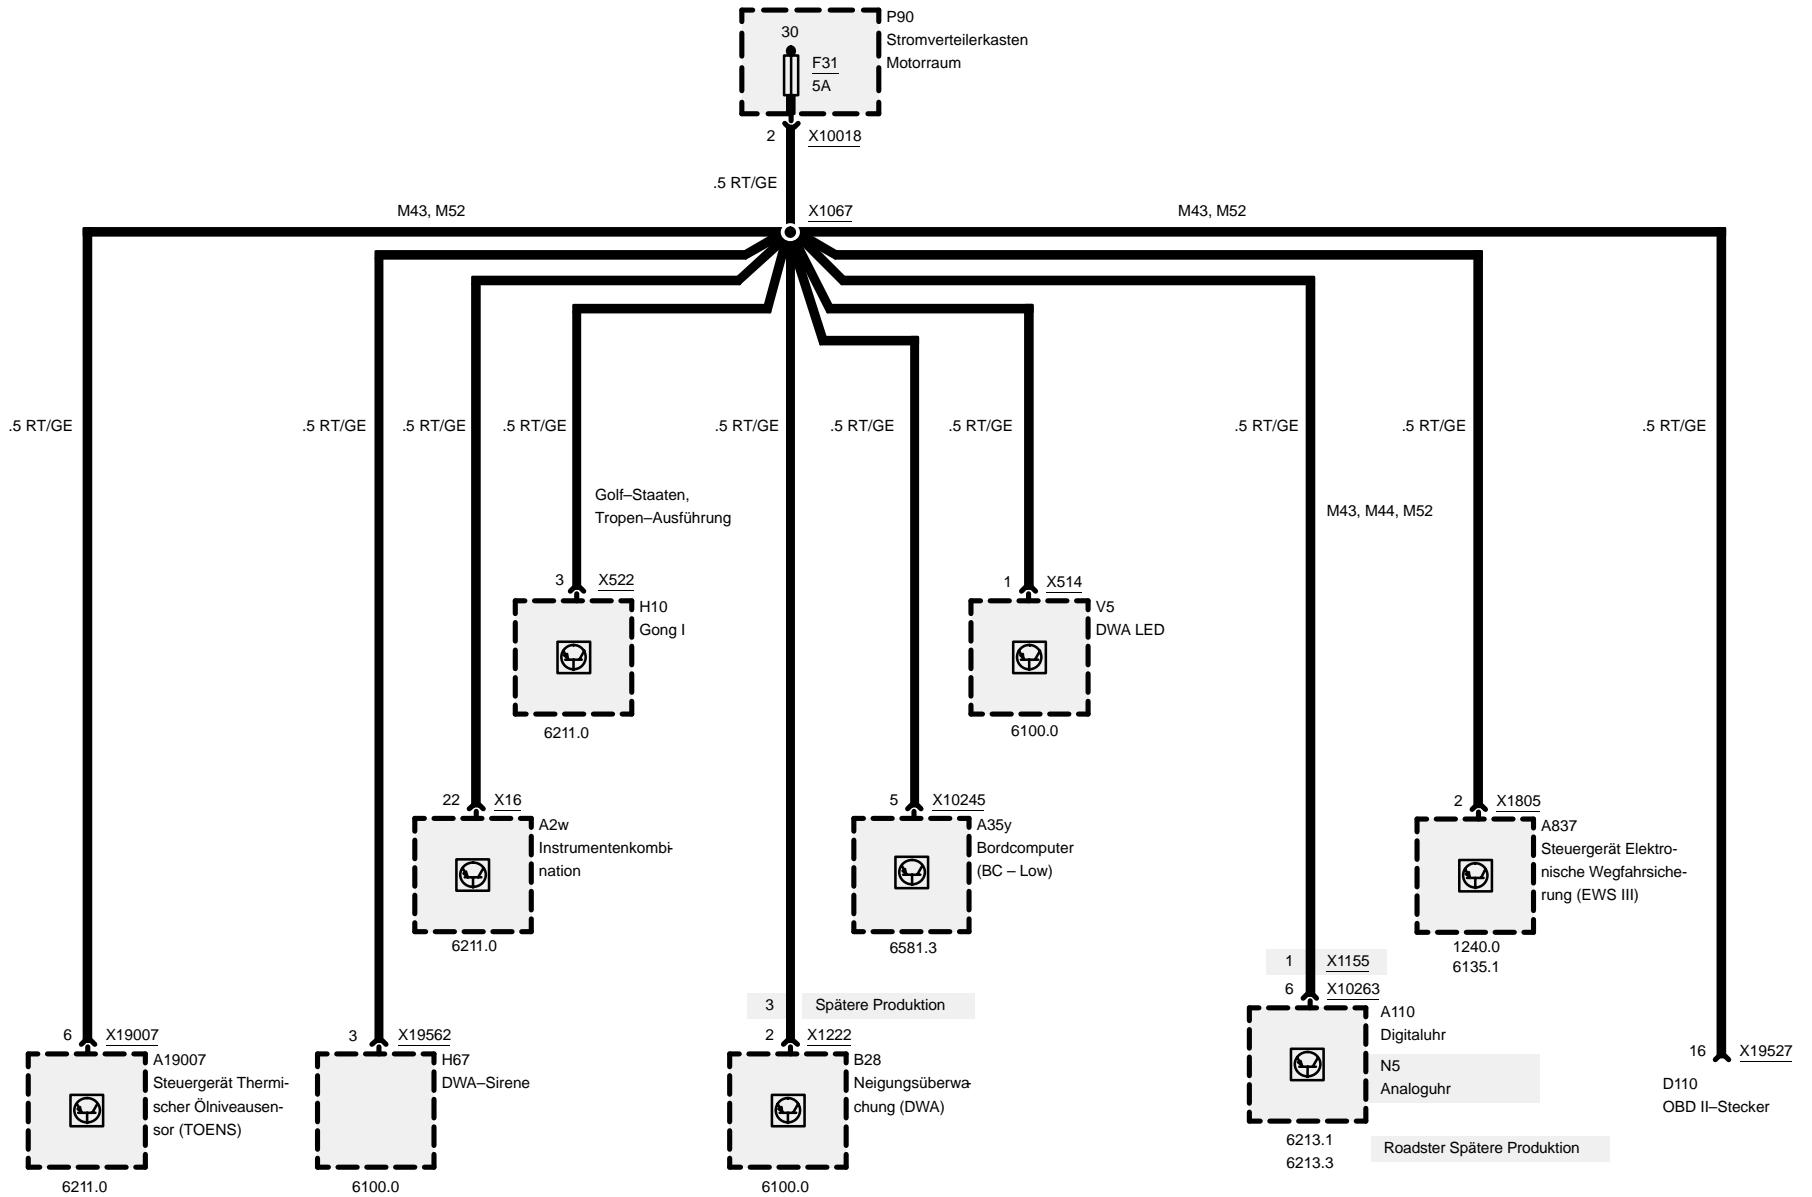 P90
30
Stromverteilerkasten
F31
Motorraum
5A
2 X10018
.5 RT/GE
M43, M52
X1067
M43, M52
.5 RT/GE
.5 RT/GE
.5 RT/GE
.5 RT/GE
.5 RT/GE
.5 RT/GE
.5 RT/GE
.5 RT/GE
.5 RT/GE
.5 RT/GE
Golf–Staaten,
Tropen–Ausführung
M43, M44, M52
3 X522
H10
Gong I
6211.0
1 X514
V5
DWA LED
6100.0
22 X16
A2w
Instrumentenkombi-
nation
6211.0
5 X10245
A35y
Bordcomputer
(BC – Low)
6581.3
2 X1805
A837
Steuergerät Elektro-
nische Wegfahrsiche-
rung (EWS III)
1240.0
6135.1
6 X19007
A19007
Steuergerät Thermi-
scher Ölniveausen-
sor (TOENS)
6211.0
3 X19562
H67
DWA–Sirene
6100.0
3 Spätere Produktion
2 X1222
B28
Neigungsüberwa-
chung (DWA)
6100.0
1 X1155
6 X10263
A110
Digitaluhr
N5
Analoguhr
6213.1
6213.3
Roadster Spätere Produktion
16 X19527
D110
OBD II–Stecker